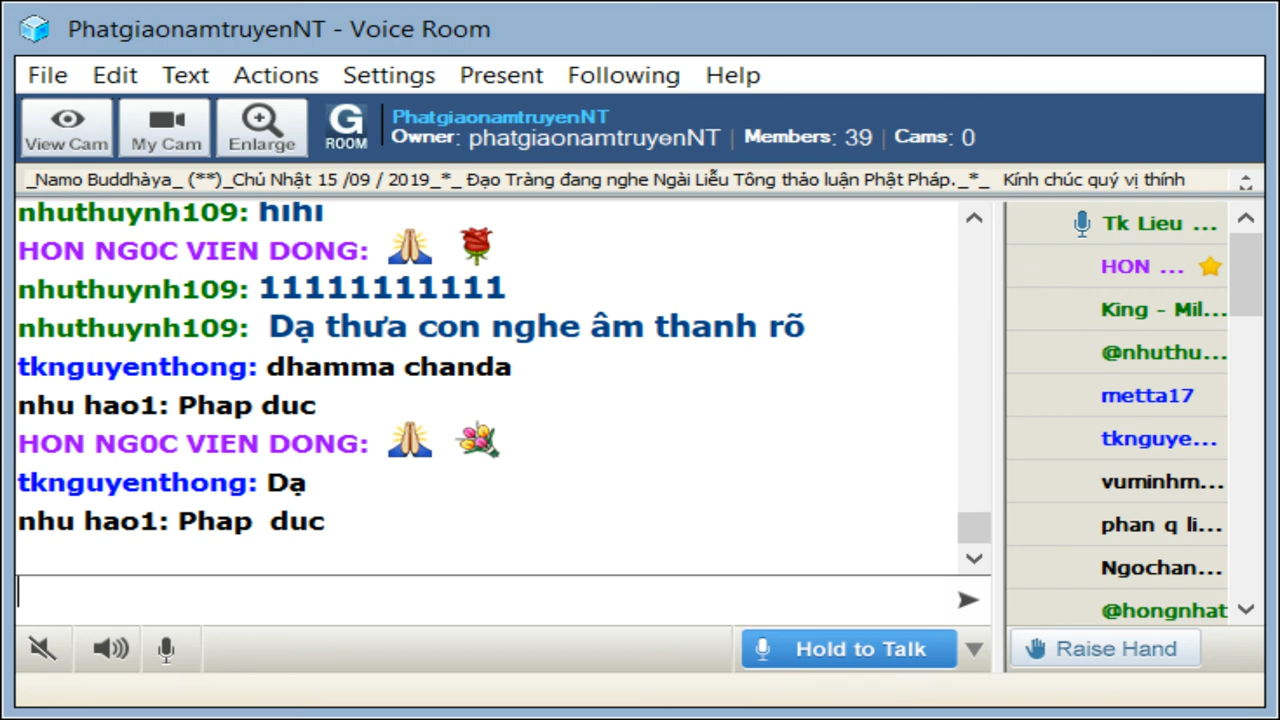 PhatgiaonamtruyenNT - Voice Room
File Edit Text Actions Settings Present Following Help
View Cam My Cam Enlarge G ROOM
PhatgiaonamtruyenNT
Owner: phatgiaonamtruyenNT | Members: 39 | Cams: 0
_Namo Buddhàya_ (**)_Chủ Nhật 15 /09 / 2019_*_ Đạo Tràng đang nghe Ngài Liễu Tông thảo luận Phật Pháp._*_ Kính chúc quý vị thính
nhuthuynh109: hihi
HON NG0C VIEN DONG:
nhuthuynh109: 11111111111
nhuthuynh109: Dạ thưa con nghe âm thanh rõ
tknguyenthong: dhamma chanda
nhu hao1: Phap duc
HON NG0C VIEN DONG:
tknguyenthong: Dạ
nhu hao1: Phap duc
Tk Lieu ...
HON ...
King - Mil...
@nhuthu...
metta17
tknguye...
vuminhm...
phan q li...
Ngochan...
@hongnhat
Hold to Talk
Raise Hand